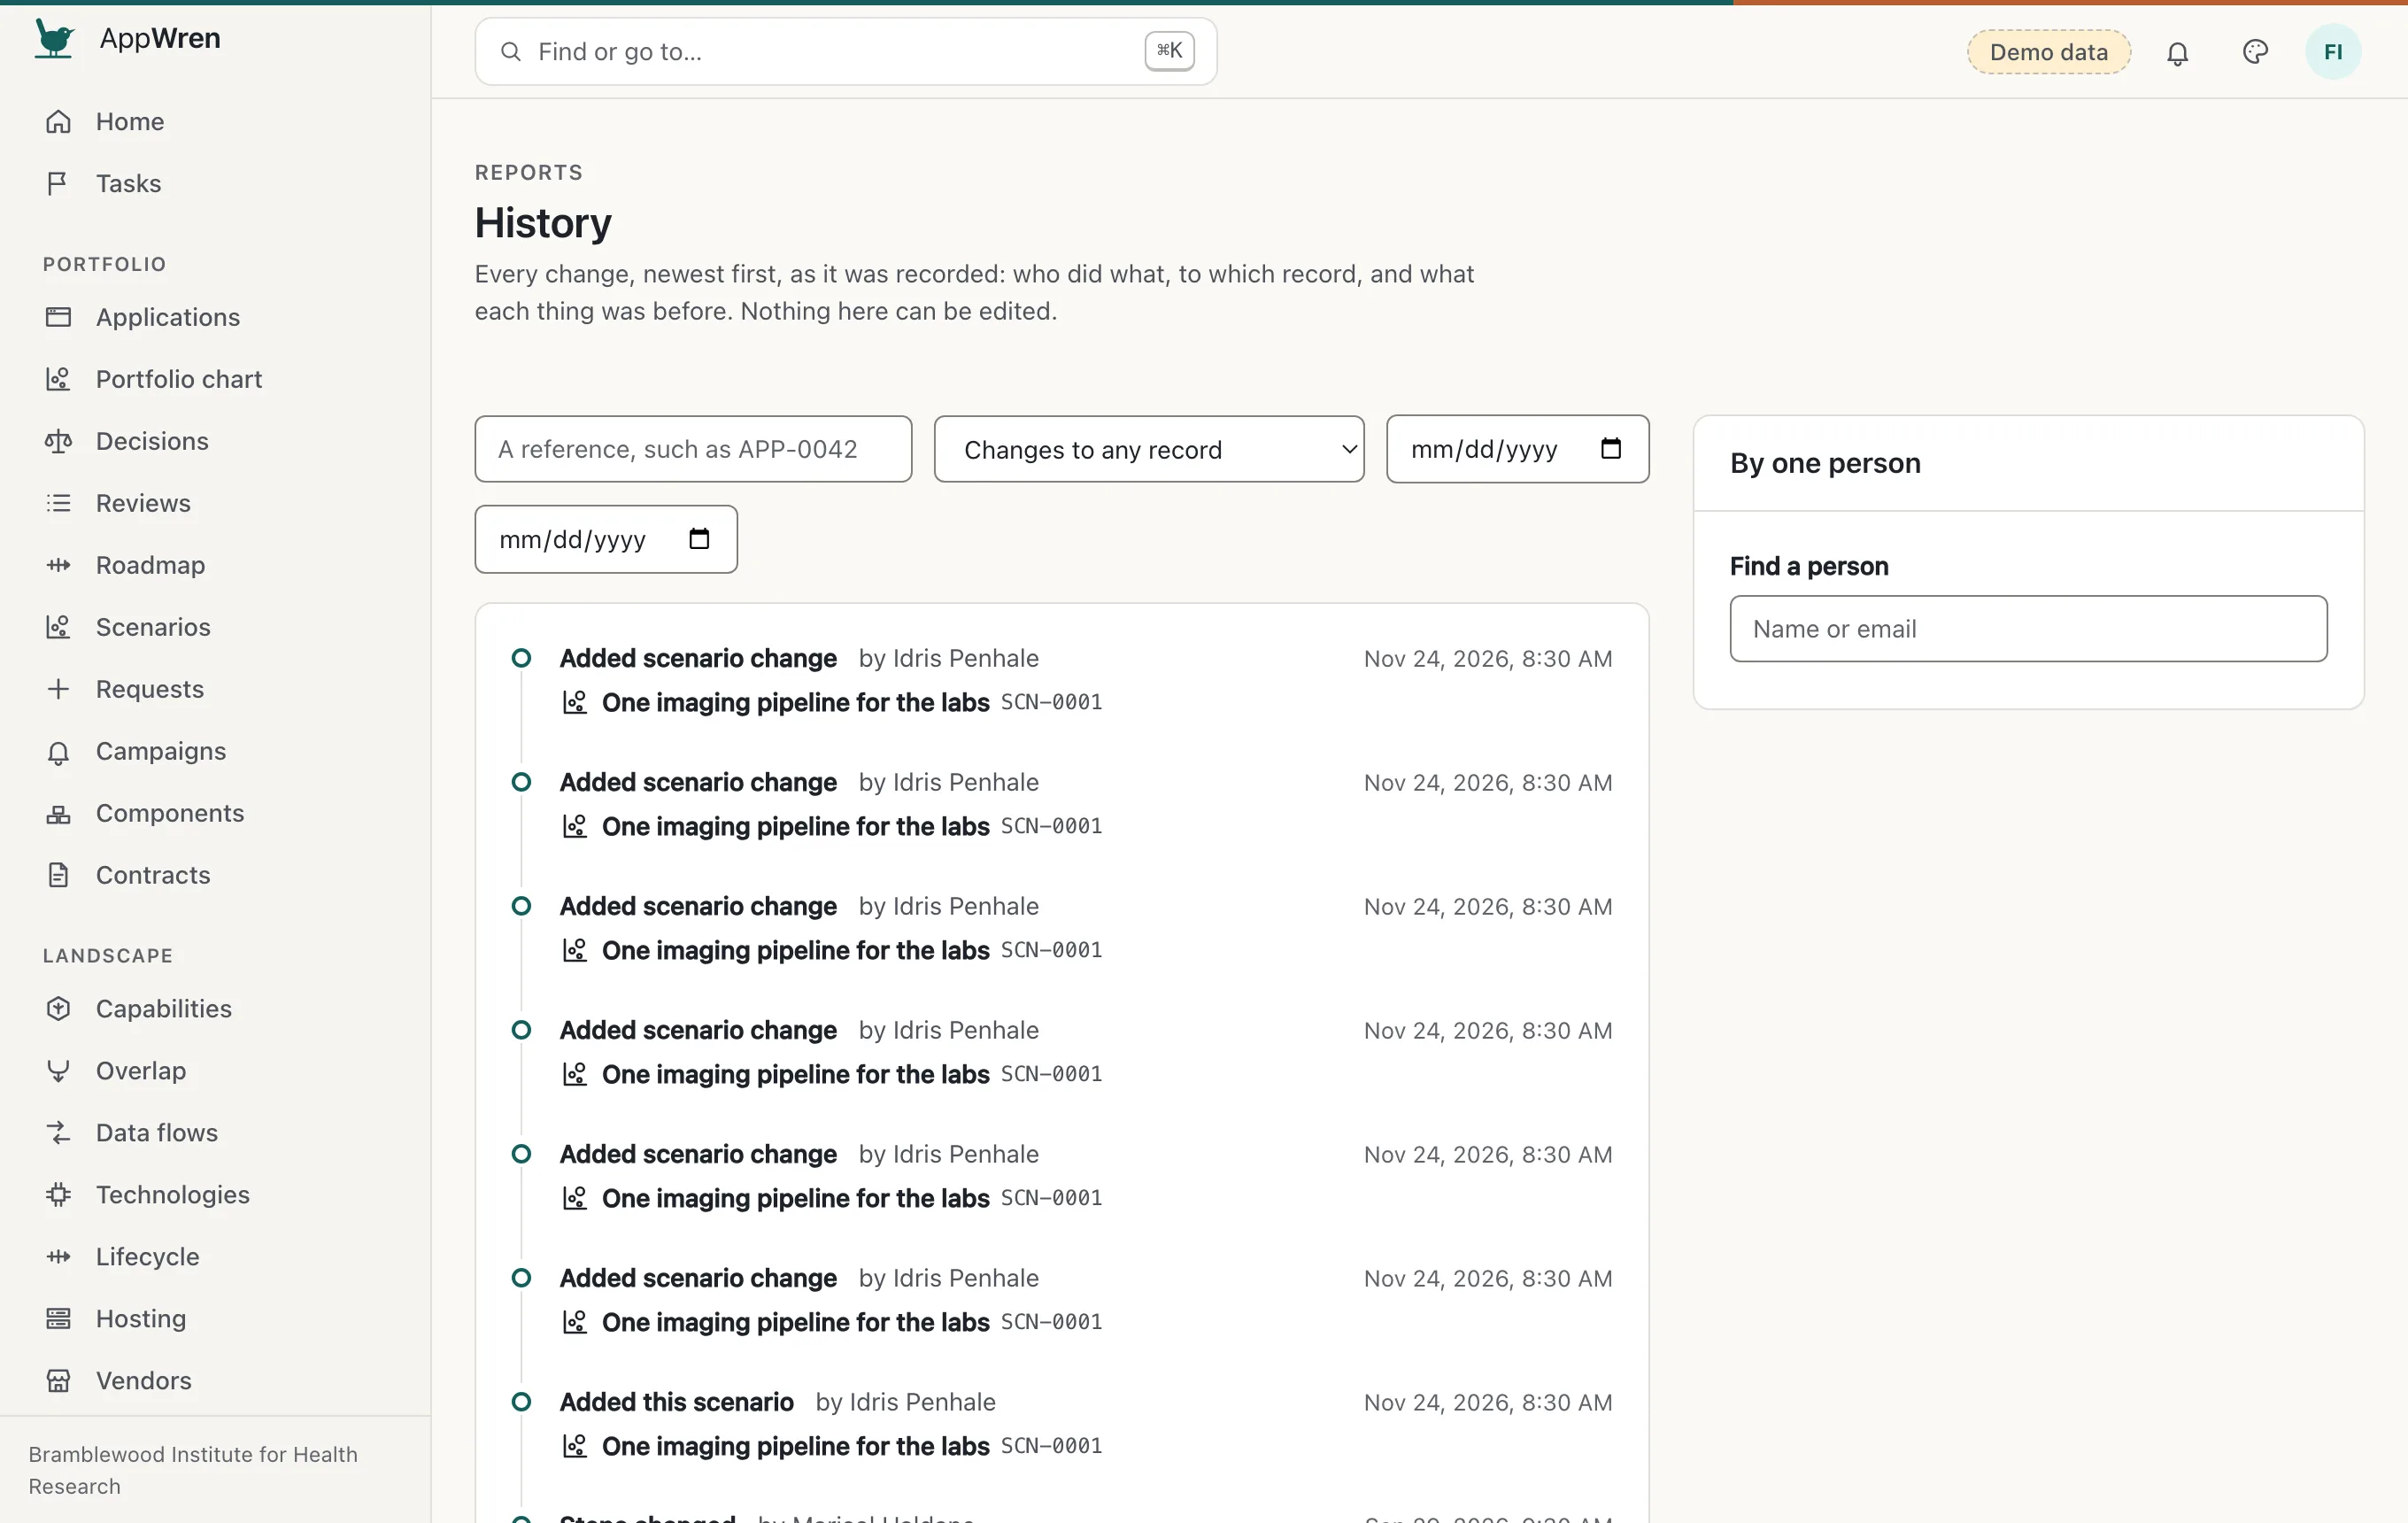 AppWren
Find or go to...
⌘K
Demo data
FI
Home
Tasks
PORTFOLIO
Applications
Portfolio chart
Decisions
Reviews
Roadmap
Scenarios
Requests
Campaigns
Components
Contracts
LANDSCAPE
Capabilities
Overlap
Data flows
Technologies
Lifecycle
Hosting
Vendors
Bramblewood Institute for Health
Research
REPORTS
History
Every change, newest first, as it was recorded: who did what, to which record, and what
each thing was before. Nothing here can be edited.
A reference, such as APP-0042
Changes to any record
mm/dd/yyyy
mm/dd/yyyy
Added scenario change by Idris Penhale Nov 24, 2026, 8:30 AM
One imaging pipeline for the labs SCN-0001
Added scenario change by Idris Penhale Nov 24, 2026, 8:30 AM
One imaging pipeline for the labs SCN-0001
Added scenario change by Idris Penhale Nov 24, 2026, 8:30 AM
One imaging pipeline for the labs SCN-0001
Added scenario change by Idris Penhale Nov 24, 2026, 8:30 AM
One imaging pipeline for the labs SCN-0001
Added scenario change by Idris Penhale Nov 24, 2026, 8:30 AM
One imaging pipeline for the labs SCN-0001
Added scenario change by Idris Penhale Nov 24, 2026, 8:30 AM
One imaging pipeline for the labs SCN-0001
Added this scenario by Idris Penhale Nov 24, 2026, 8:30 AM
One imaging pipeline for the labs SCN-0001
changed by
By one person
Find a person
Name or email